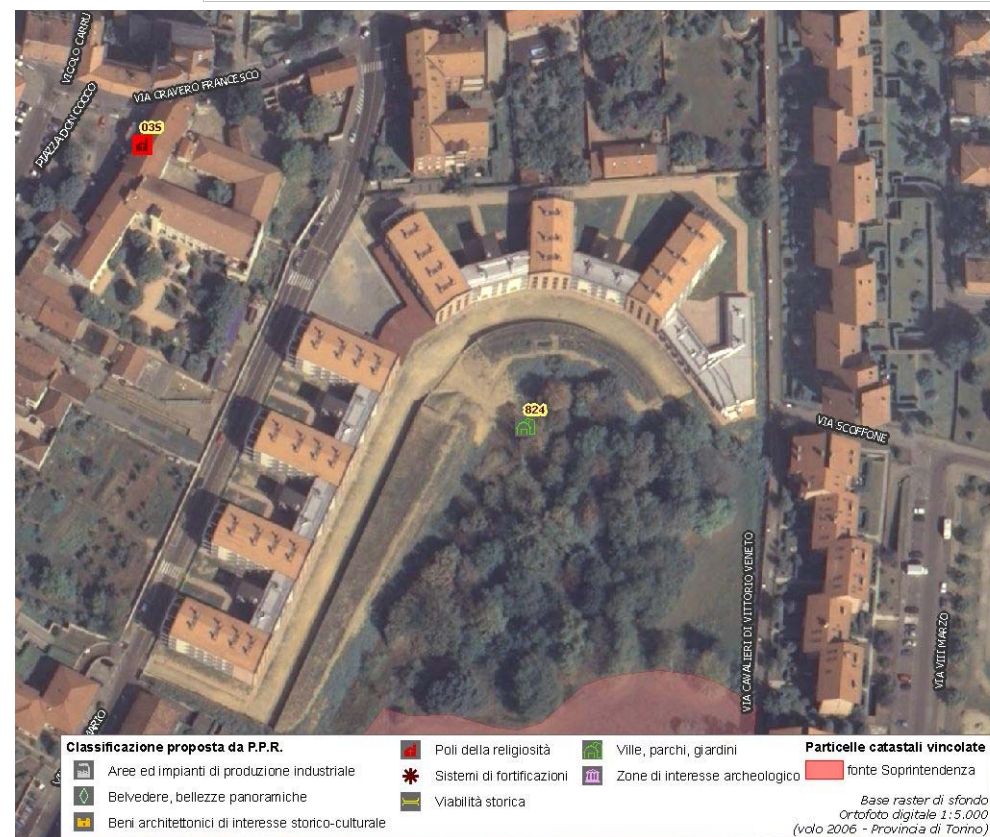 VICOLO CARRU
VIA CRAVERO FRANCESCO
PIAZZA DON COCCO
035
824
VIA SCOFFONE
VIA CAVALIERI DI VITTORIO VENETO
VIA VIII MARZO
Classificazione proposta da P.P.R.
Aree ed impianti di produzione industriale
Belvedere, bellezze panoramiche
Beni architettonici di interesse storico-culturale
Poli della religiosità
Sistemi di fortificazioni
Viabilità storica
Ville, parchi, giardini
Zone di interesse archeologico
Particelle catastali vincolate
fonte Soprintendenza
Base raster di sfondo
Ortofoto digitale 1:5.000
(volo 2006 - Provincia di Torino)